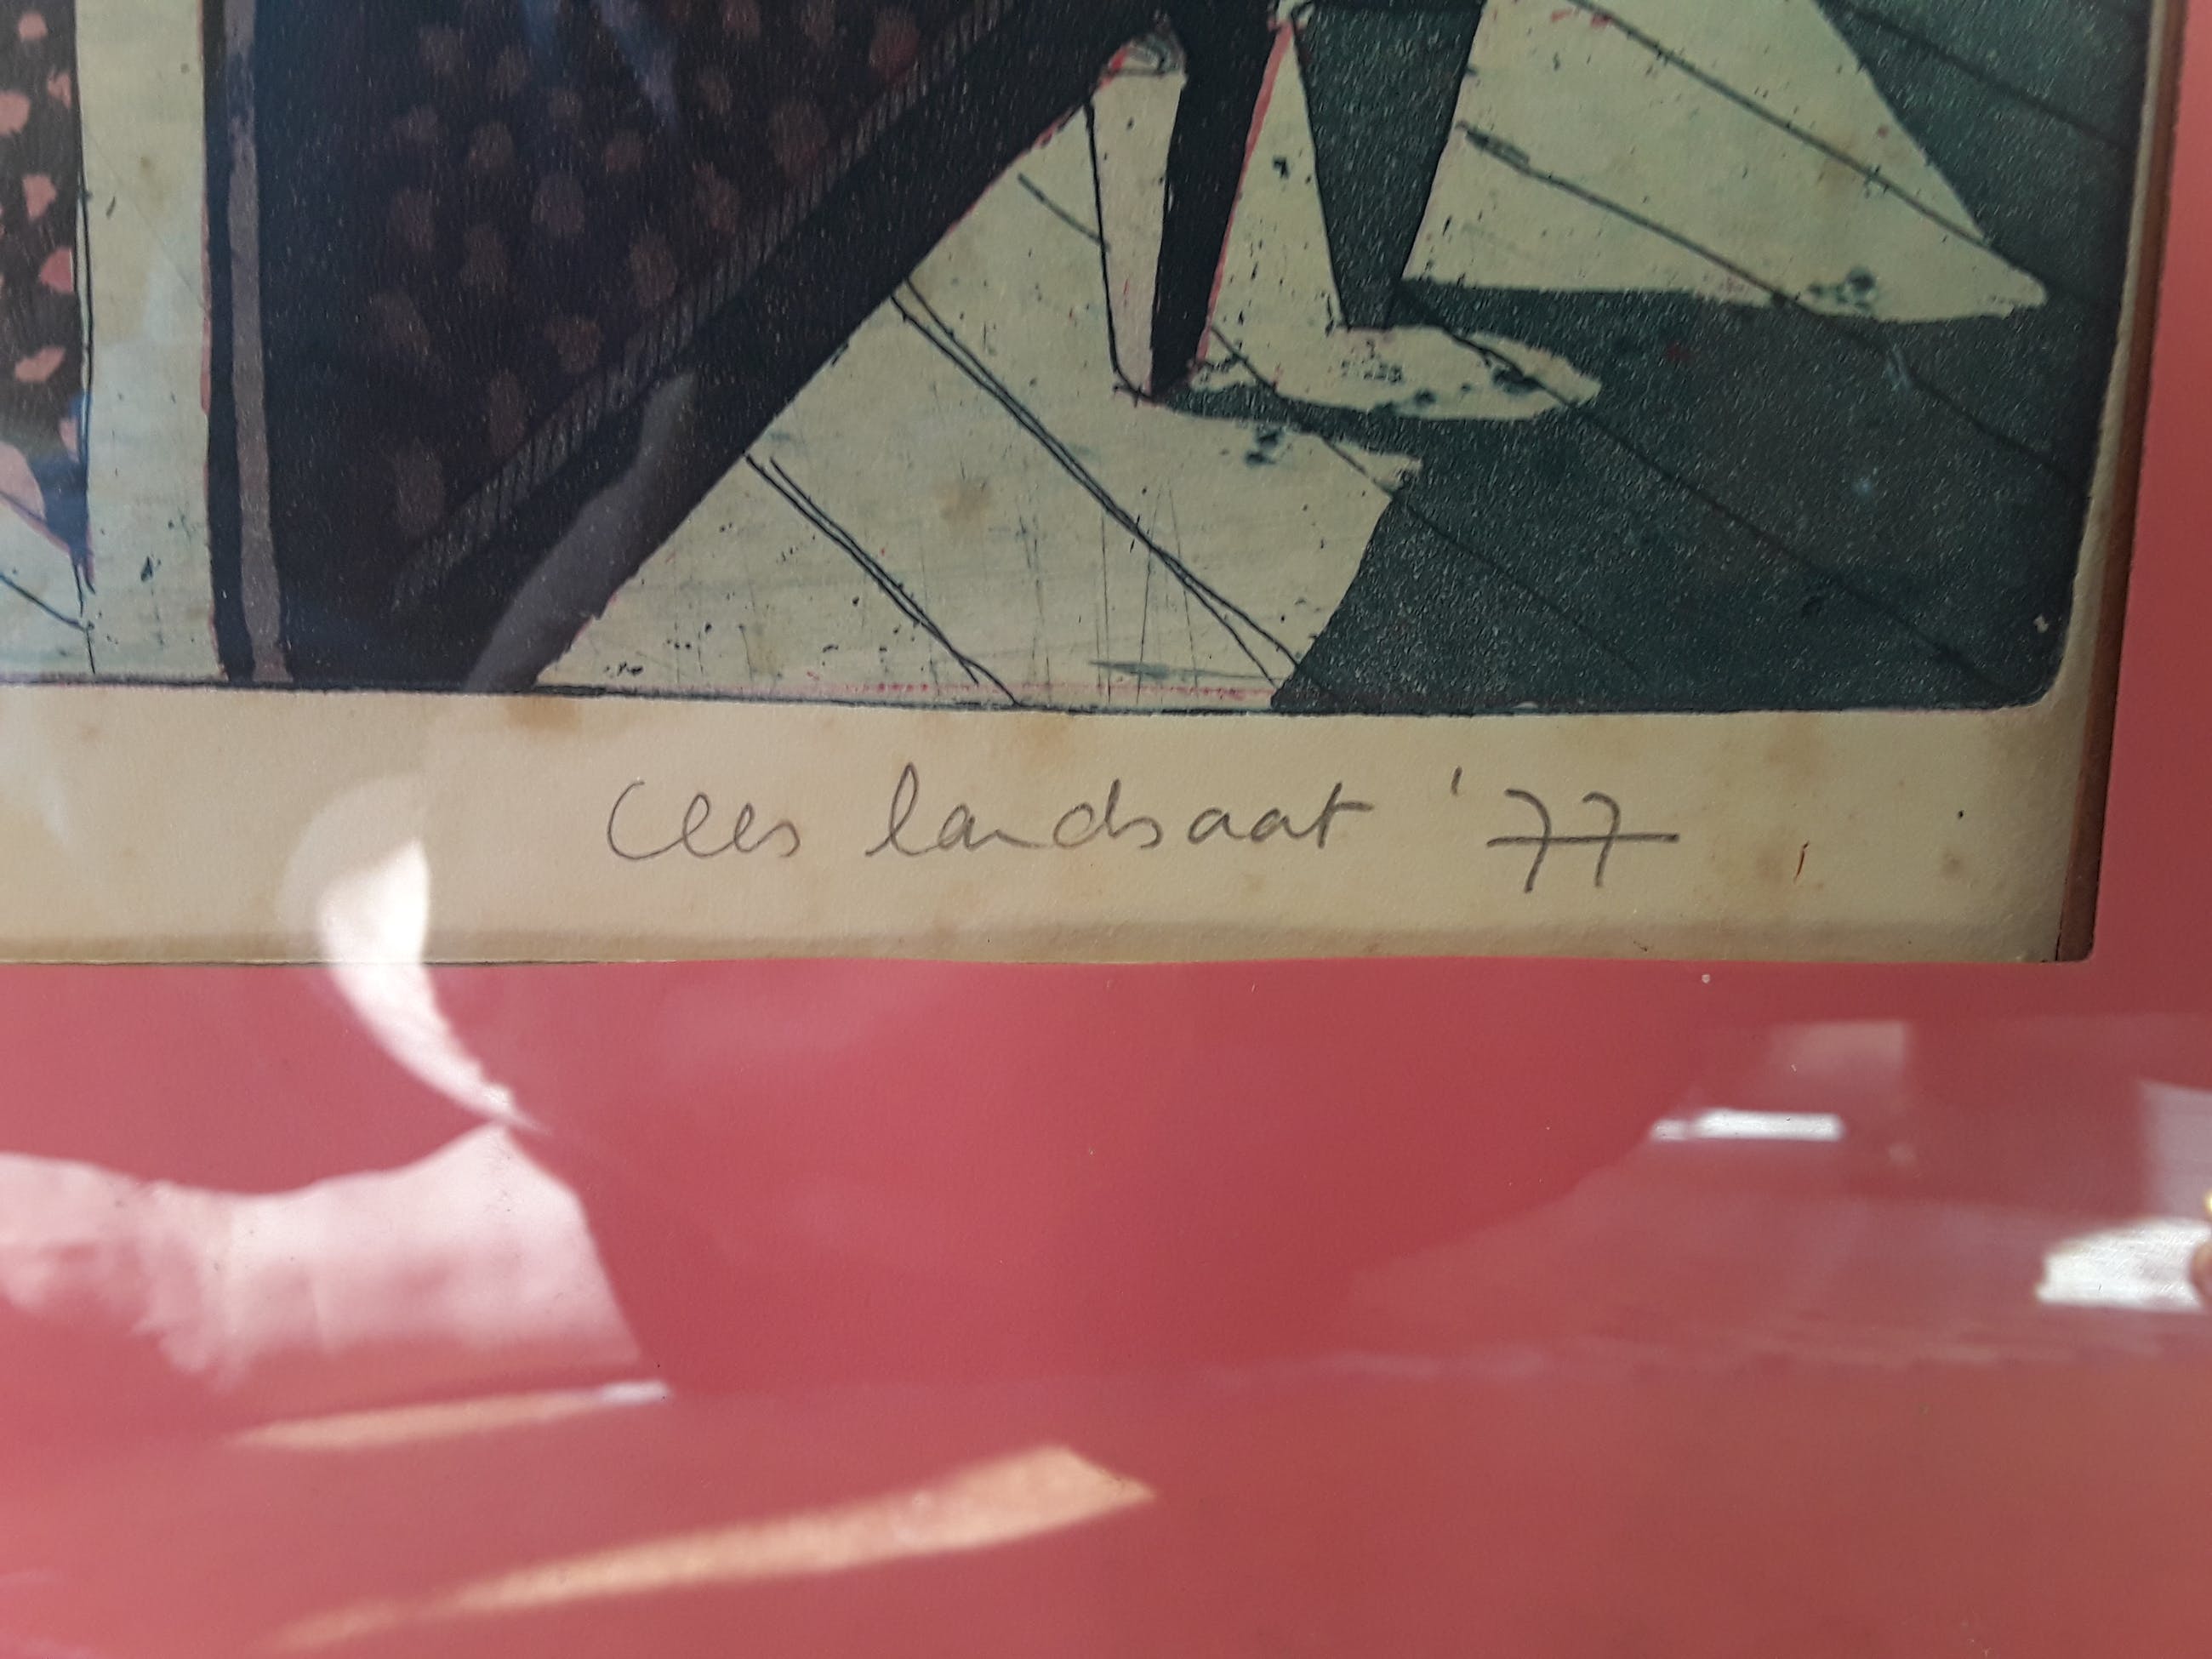 Cees landsaat '77